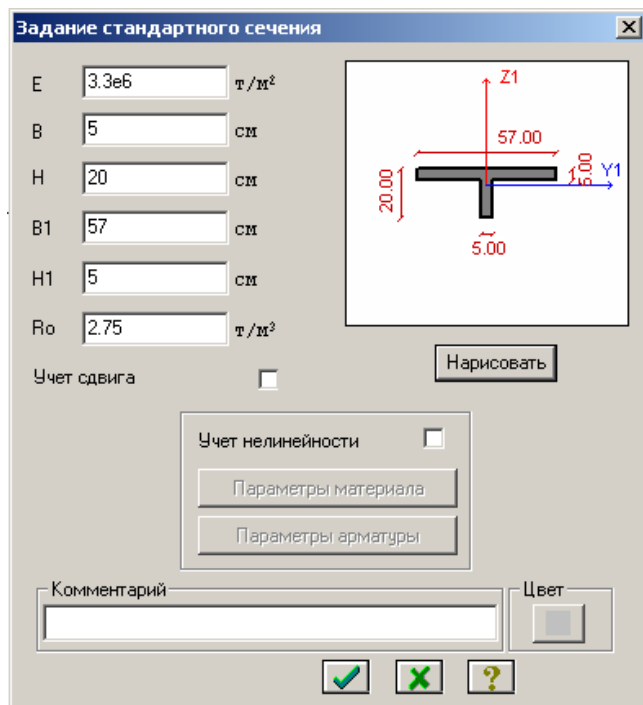 Задание стандартного сечения
E 3.3e6 т/м²
B 5 см
H 20 см
B1 57 см
H1 5 см
Ro 2.75 т/м³
Z1
57.00
5.00
Y1
20.00
5.00
Учет сдвига
Нарисовать
Учет нелинейности
Параметры материала
Параметры арматуры
Комментарий
Цвет